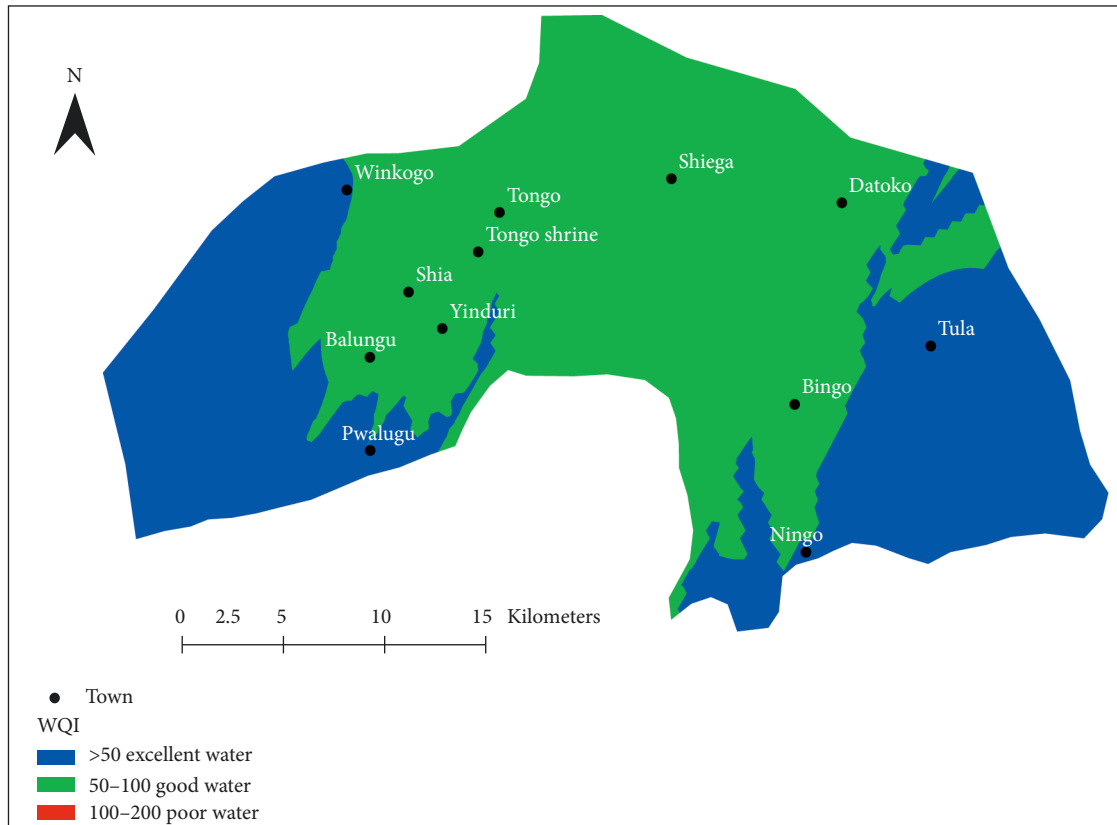 N
Winkogo
Shiega
Datoko
Tongo
Tongo shrine
Shia
Yinduri
Balungu
Tula
Bingo
Pwalugu
Ningo
0 2.5 5 10 15 Kilometers
Town
WQI
>50 excellent water
50–100 good water
100–200 poor water